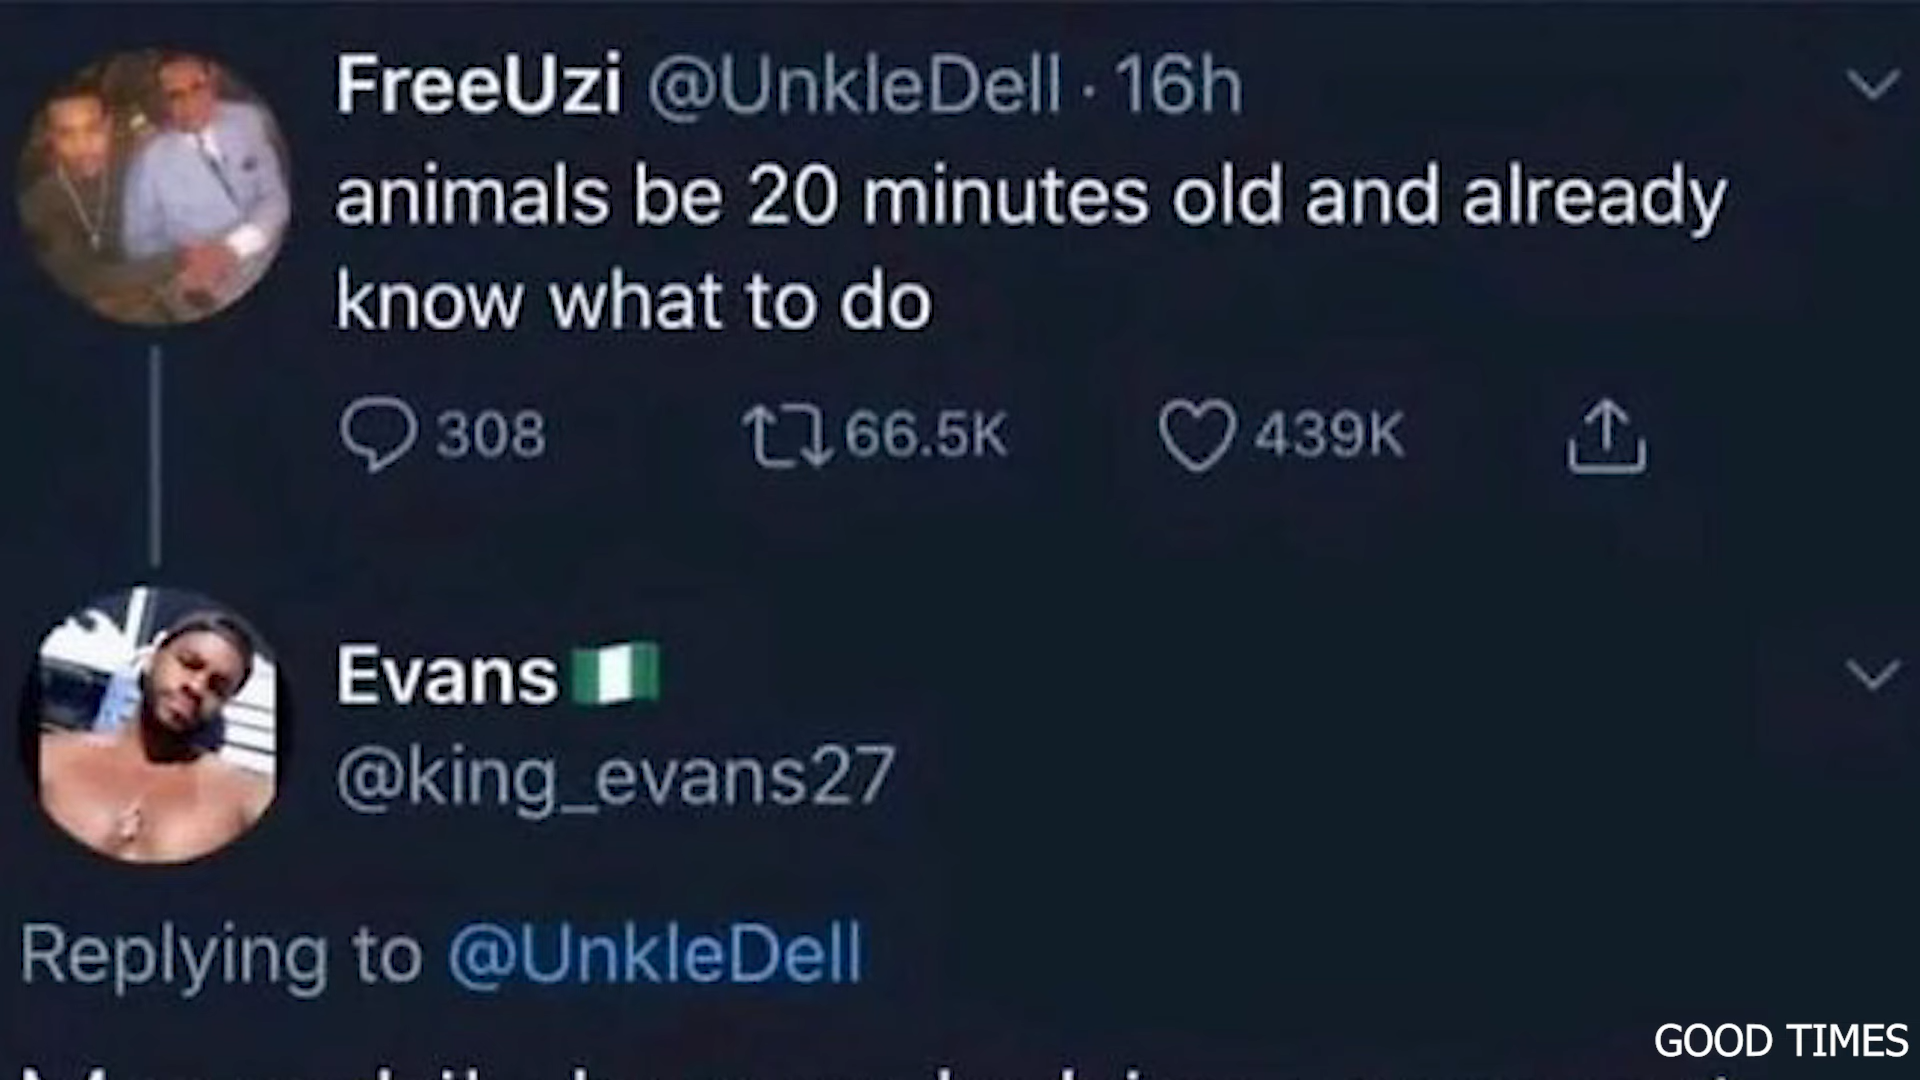 FreeUzi @UnkleDell · 16h
animals be 20 minutes old and already
know what to do
308 66.5K 439K
Evans
@king_evans27
Replying to @UnkleDell
GOOD TIMES